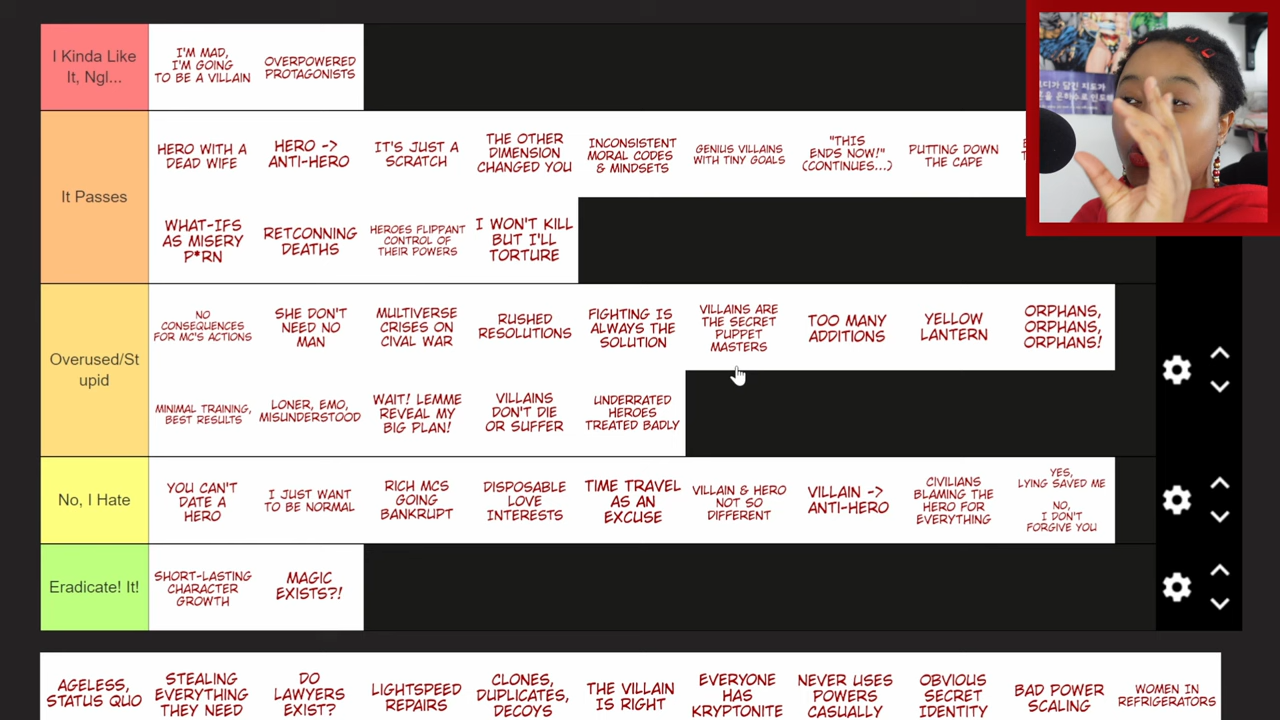 I Kinda Like
It, Ngl...
I'M MAD,
I'M GOING
TO BE A VILLAIN
OVERPOWERED
PROTAGONISTS
It Passes
HERO WITH A
DEAD WIFE
HERO ->
ANTI-HERO
IT'S JUST A
SCRATCH
THE OTHER
DIMENSION
CHANGED YOU
INCONSISTENT
MORAL CODES
& MINDSETS
GENIUS VILLAINS
WITH TINY GOALS
"THIS
ENDS NOW!"
(CONTINUES...)
PUTTING DOWN
THE CAPE
WHAT-IFS
AS MISERY
P*RN
RETCONNING
DEATHS
HEROES FLIPPANT
CONTROL OF
THEIR POWERS
I WON'T KILL
BUT I'LL
TORTURE
Overused/St
upid
NO
CONSEQUENCES
FOR MC'S ACTIONS
SHE DON'T
NEED NO
MAN
MULTIVERSE
CRISES ON
CIVAL WAR
RUSHED
RESOLUTIONS
FIGHTING IS
ALWAYS THE
SOLUTION
VILLAINS ARE
THE SECRET
PUPPET
MASTERS
TOO MANY
ADDITIONS
YELLOW
LANTERN
ORPHANS,
ORPHANS,
ORPHANS!
MINIMAL TRAINING,
BEST RESULTS
LONER, EMO,
MISUNDERSTOOD
WAIT! LEMME
REVEAL MY
BIG PLAN!
VILLAINS
DON'T DIE
OR SUFFER
UNDERRATED
HEROES
TREATED BADLY
No, I Hate
YOU CAN'T
DATE A
HERO
I JUST WANT
TO BE NORMAL
RICH MCS
GOING
BANKRUPT
DISPOSABLE
LOVE
INTERESTS
TIME TRAVEL
AS AN
EXCUSE
VILLAIN & HERO
NOT SO
DIFFERENT
VILLAIN ->
ANTI-HERO
CIVILIANS
BLAMING THE
HERO FOR
EVERYTHING
YES,
LYING SAVED ME
NO,
I DON'T
FORGIVE YOU
Eradicate! It!
SHORT-LASTING
CHARACTER
GROWTH
MAGIC
EXISTS?!
AGELESS,
STATUS QUO
STEALING
EVERYTHING
THEY NEED
DO
LAWYERS
EXIST?
LIGHTSPEED
REPAIRS
CLONES,
DUPLICATES,
DECOYS
THE VILLAIN
IS RIGHT
EVERYONE
HAS
KRYPTONITE
NEVER USES
POWERS
CASUALLY
OBVIOUS
SECRET
IDENTITY
BAD POWER
SCALING
WOMEN IN
REFRIGERATORS